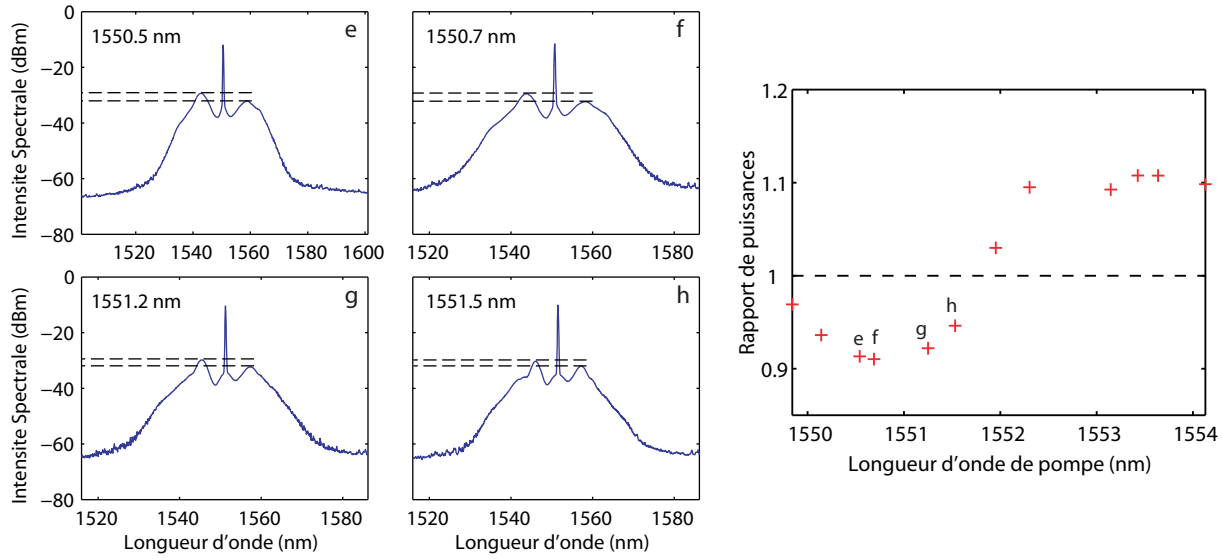 0
−20
−40
−60
−80
Intensite Spectrale (dBm)
1550.5 nm
e
1520 1540 1560 1580 1600
1550.7 nm
f
1520 1540 1560 1580
0
−20
−40
−60
−80
Intensite Spectrale (dBm)
1551.2 nm
g
1520 1540 1560 1580
Longueur d'onde (nm)
1551.5 nm
h
1520 1540 1560 1580
Longueur d'onde (nm)
1.2
1.1
1
0.9
Rapport de puissances
e f g h
1550 1551 1552 1553 1554
Longueur d'onde de pompe (nm)